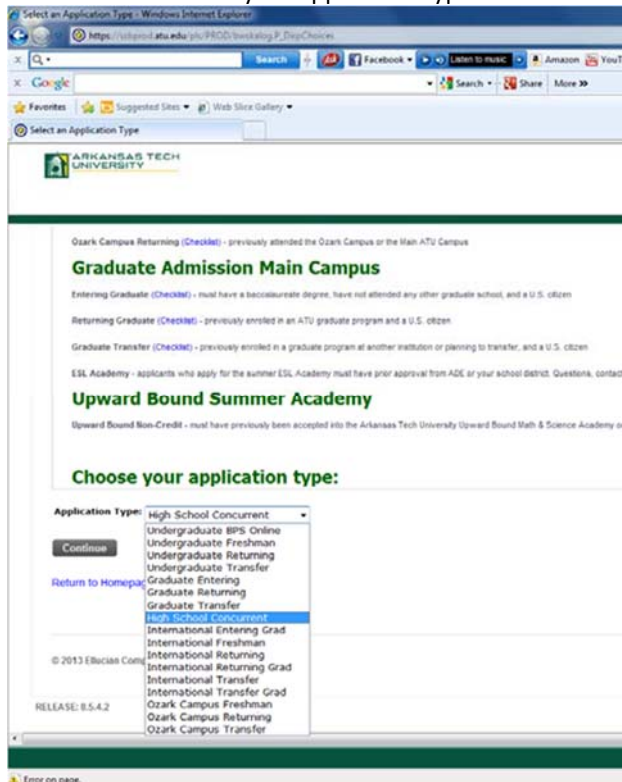 Select an Application Type - Windows Internet Explorer
Search
Facebook
Listen to music
Amazon
YouT
Google
Search
Share
More »
Favorites
Suggested Sites
Web Slice Gallery
Select an Application Type
ARKANSAS TECH
UNIVERSITY
Ozark Campus Returning (Checklist) - previously attended the Ozark Campus or the Main ATU Campus
Graduate Admission Main Campus
Entering Graduate (Checklist) - must have a baccalaureate degree, have not attended any other graduate school, and a U.S. citizen
Returning Graduate (Checklist) - previously enrolled in an ATU graduate program and a U.S. citizen
Graduate Transfer (Checklist) - previously enrolled in a graduate program at another institution or planning to transfer, and a U.S. citizen
ESL Academy - applicants who apply for the summer ESL Academy must have prior approval from ADE or your school district. Questions, contact
Upward Bound Summer Academy
Upward Bound Non-Credit - must have previously been accepted into the Arkansas Tech University Upward Bound Math & Science Academy o
Choose your application type:
Application Type: High School Concurrent
Undergraduate BPS Online
Undergraduate Freshman
Continue
Undergraduate Returning
Undergraduate Transfer
Return to Homepag
Graduate Entering
Graduate Returning
Graduate Transfer
High School Concurrent
International Entering Grad
International Freshman
© 2013 Ellucian Comp
International Returning
International Returning Grad
International Transfer
International Transfer Grad
RELEASE: 8.5.4.2
Ozark Campus Freshman
Ozark Campus Returning
Ozark Campus Transfer
Error on page.